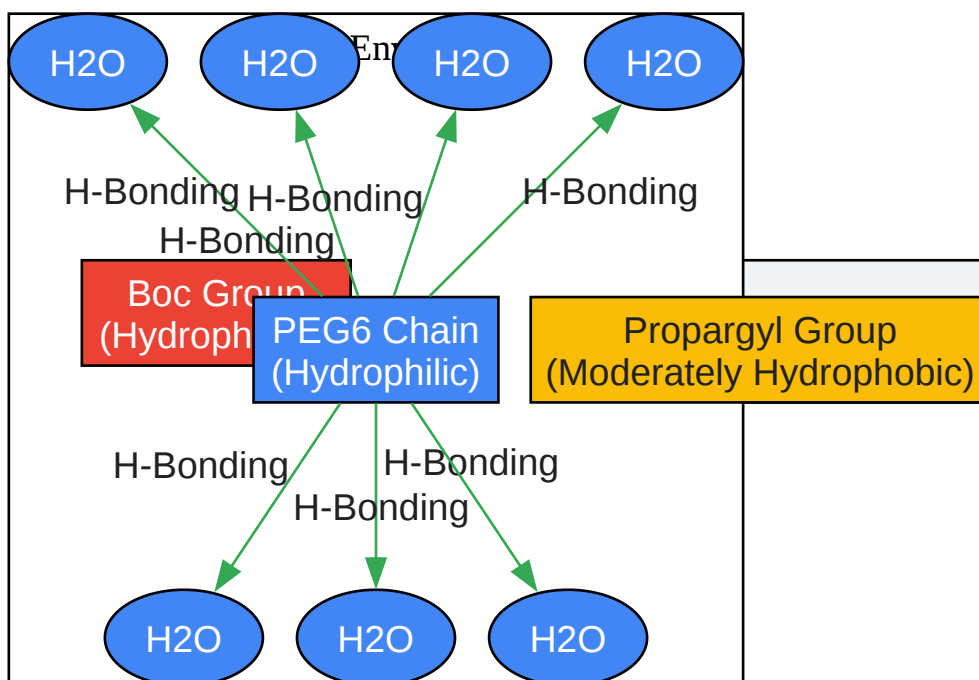 H2O
H2O
H2O
H2O
H-Bonding
H-Bonding
H-Bonding
H-Bonding
Boc Group
PEG6 Chain
(Hydrophilic)
Propargyl Group
(Moderately Hydrophobic)
H-Bonding
H-Bonding
H-Bonding
H2O
H2O
H2O